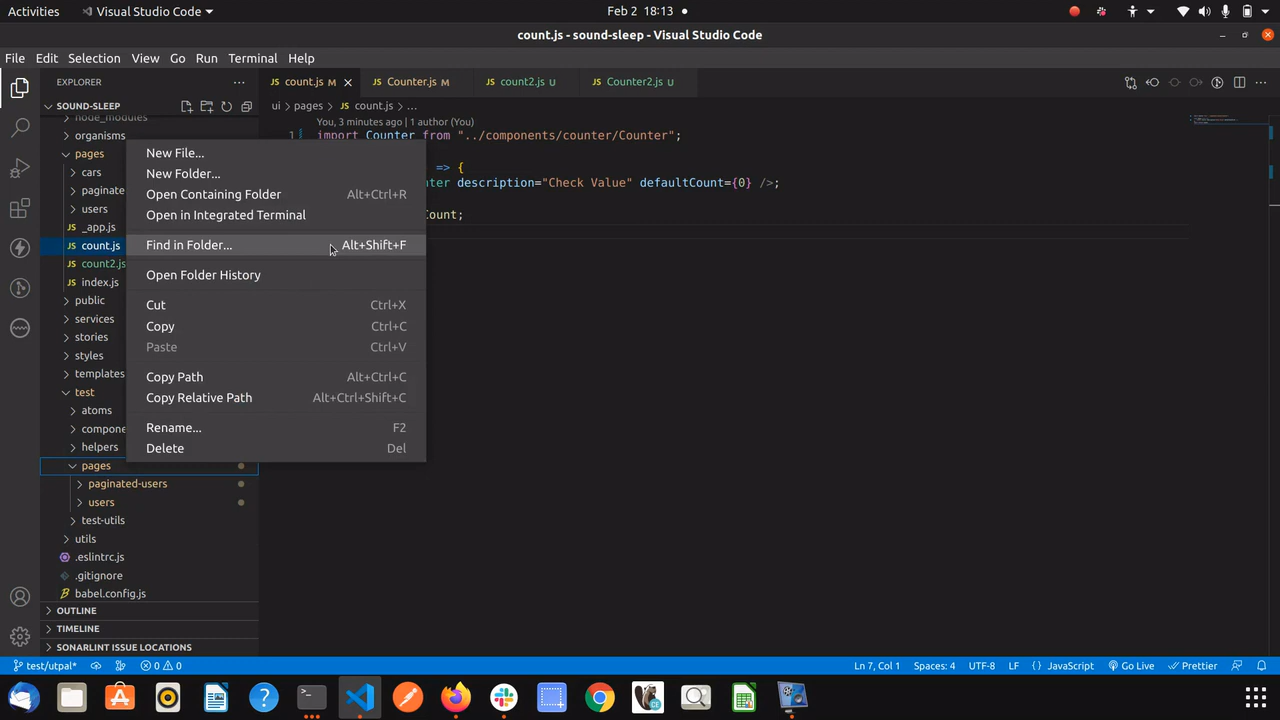 Activities
Visual Studio Code
Feb 2 18:13
count.js - sound-sleep - Visual Studio Code
File Edit Selection View Go Run Terminal Help
EXPLORER
count.js M
Counter.js M
count2.js U
Counter2.js U
SOUND-SLEEP
ui > pages > JS count.js > ...
node_modules
You, 3 minutes ago | 1 author (You)
organisms
1 import Counter from "../components/counter/Counter";
pages
cars
=> {
users
description="Check Value" defaultCount={0} />;
_app.js
Count;
count.js
count2.js
index.js
public
services
stories
styles
templates
test
atoms
helpers
pages
paginated-users
users
test-utils
utils
.eslintrc.js
.gitignore
babel.config.js
OUTLINE
TIMELINE
SONARLINT ISSUE LOCATIONS
New File...
New Folder...
Open Containing Folder Alt+Ctrl+R
Open in Integrated Terminal
Find in Folder... Alt+Shift+F
Open Folder History
Cut Ctrl+X
Copy Ctrl+C
Paste Ctrl+V
Copy Path Alt+Ctrl+C
Copy Relative Path Alt+Ctrl+Shift+C
Rename... F2
Delete Del
test/utpal* 0 0 Ln 7, Col 1 Spaces: 4 UTF-8 LF {} JavaScript Go Live Prettier